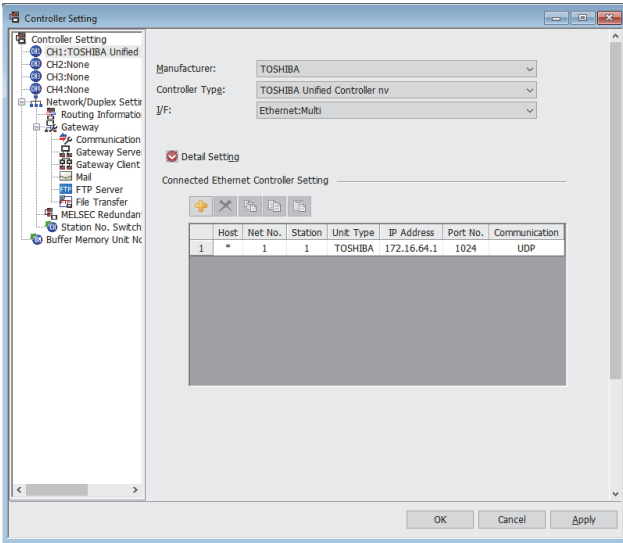 Controller Setting
Controller Setting
CH1:TOSHIBA Unified
CH2:None
CH3:None
CH4:None
Network/Duplex Settir
Routing Informatio
Gateway
Communication
Gateway Serve
Gateway Client
Mail
FTP Server
File Transfer
MELSEC Redundan
Station No. Switch
Buffer Memory Unit No
Manufacturer: TOSHIBA
Controller Type: TOSHIBA Unified Controller nv
I/F: Ethernet:Multi
Detail Setting
Connected Ethernet Controller Setting
Host Net No. Station Unit Type IP Address Port No. Communication
1 * 1 1 TOSHIBA 172.16.64.1 1024 UDP
OK Cancel Apply